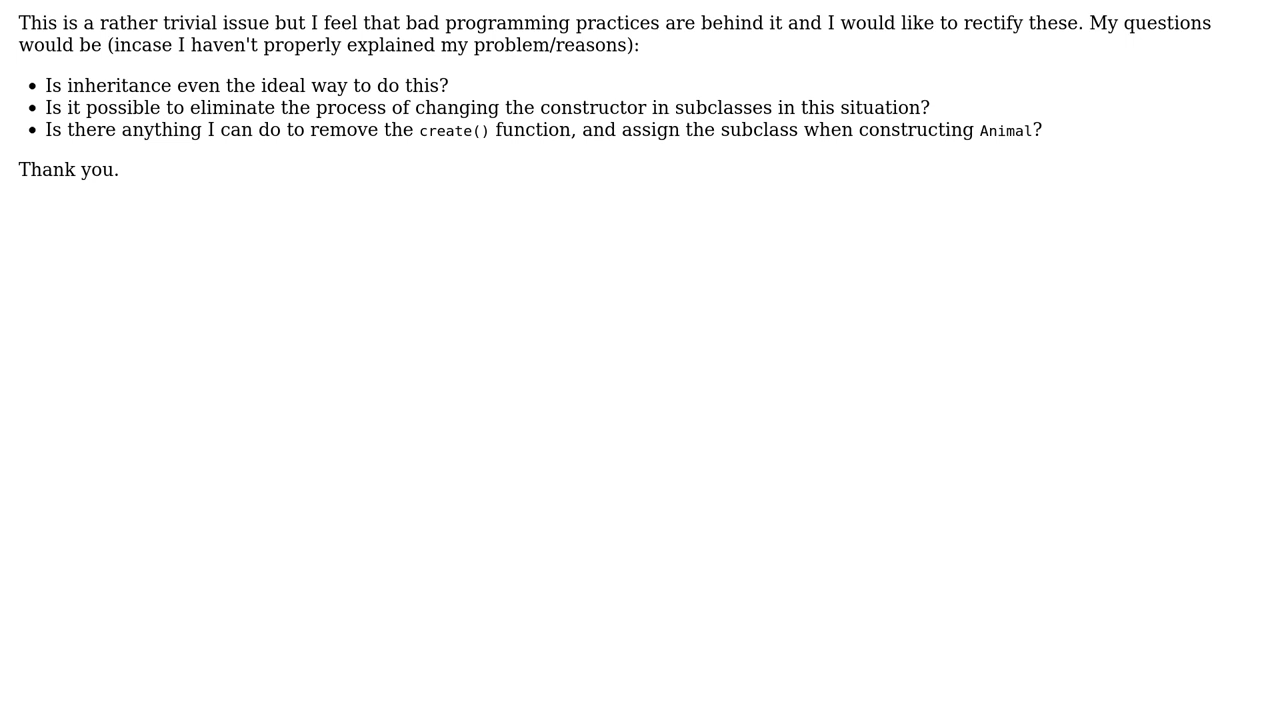 This is a rather trivial issue but I feel that bad programming practices are behind it and I would like to rectify these. My questions
would be (incase I haven't properly explained my problem/reasons):
• Is inheritance even the ideal way to do this?
• Is it possible to eliminate the process of changing the constructor in subclasses in this situation?
• Is there anything I can do to remove the create() function, and assign the subclass when constructing Animal?
Thank you.